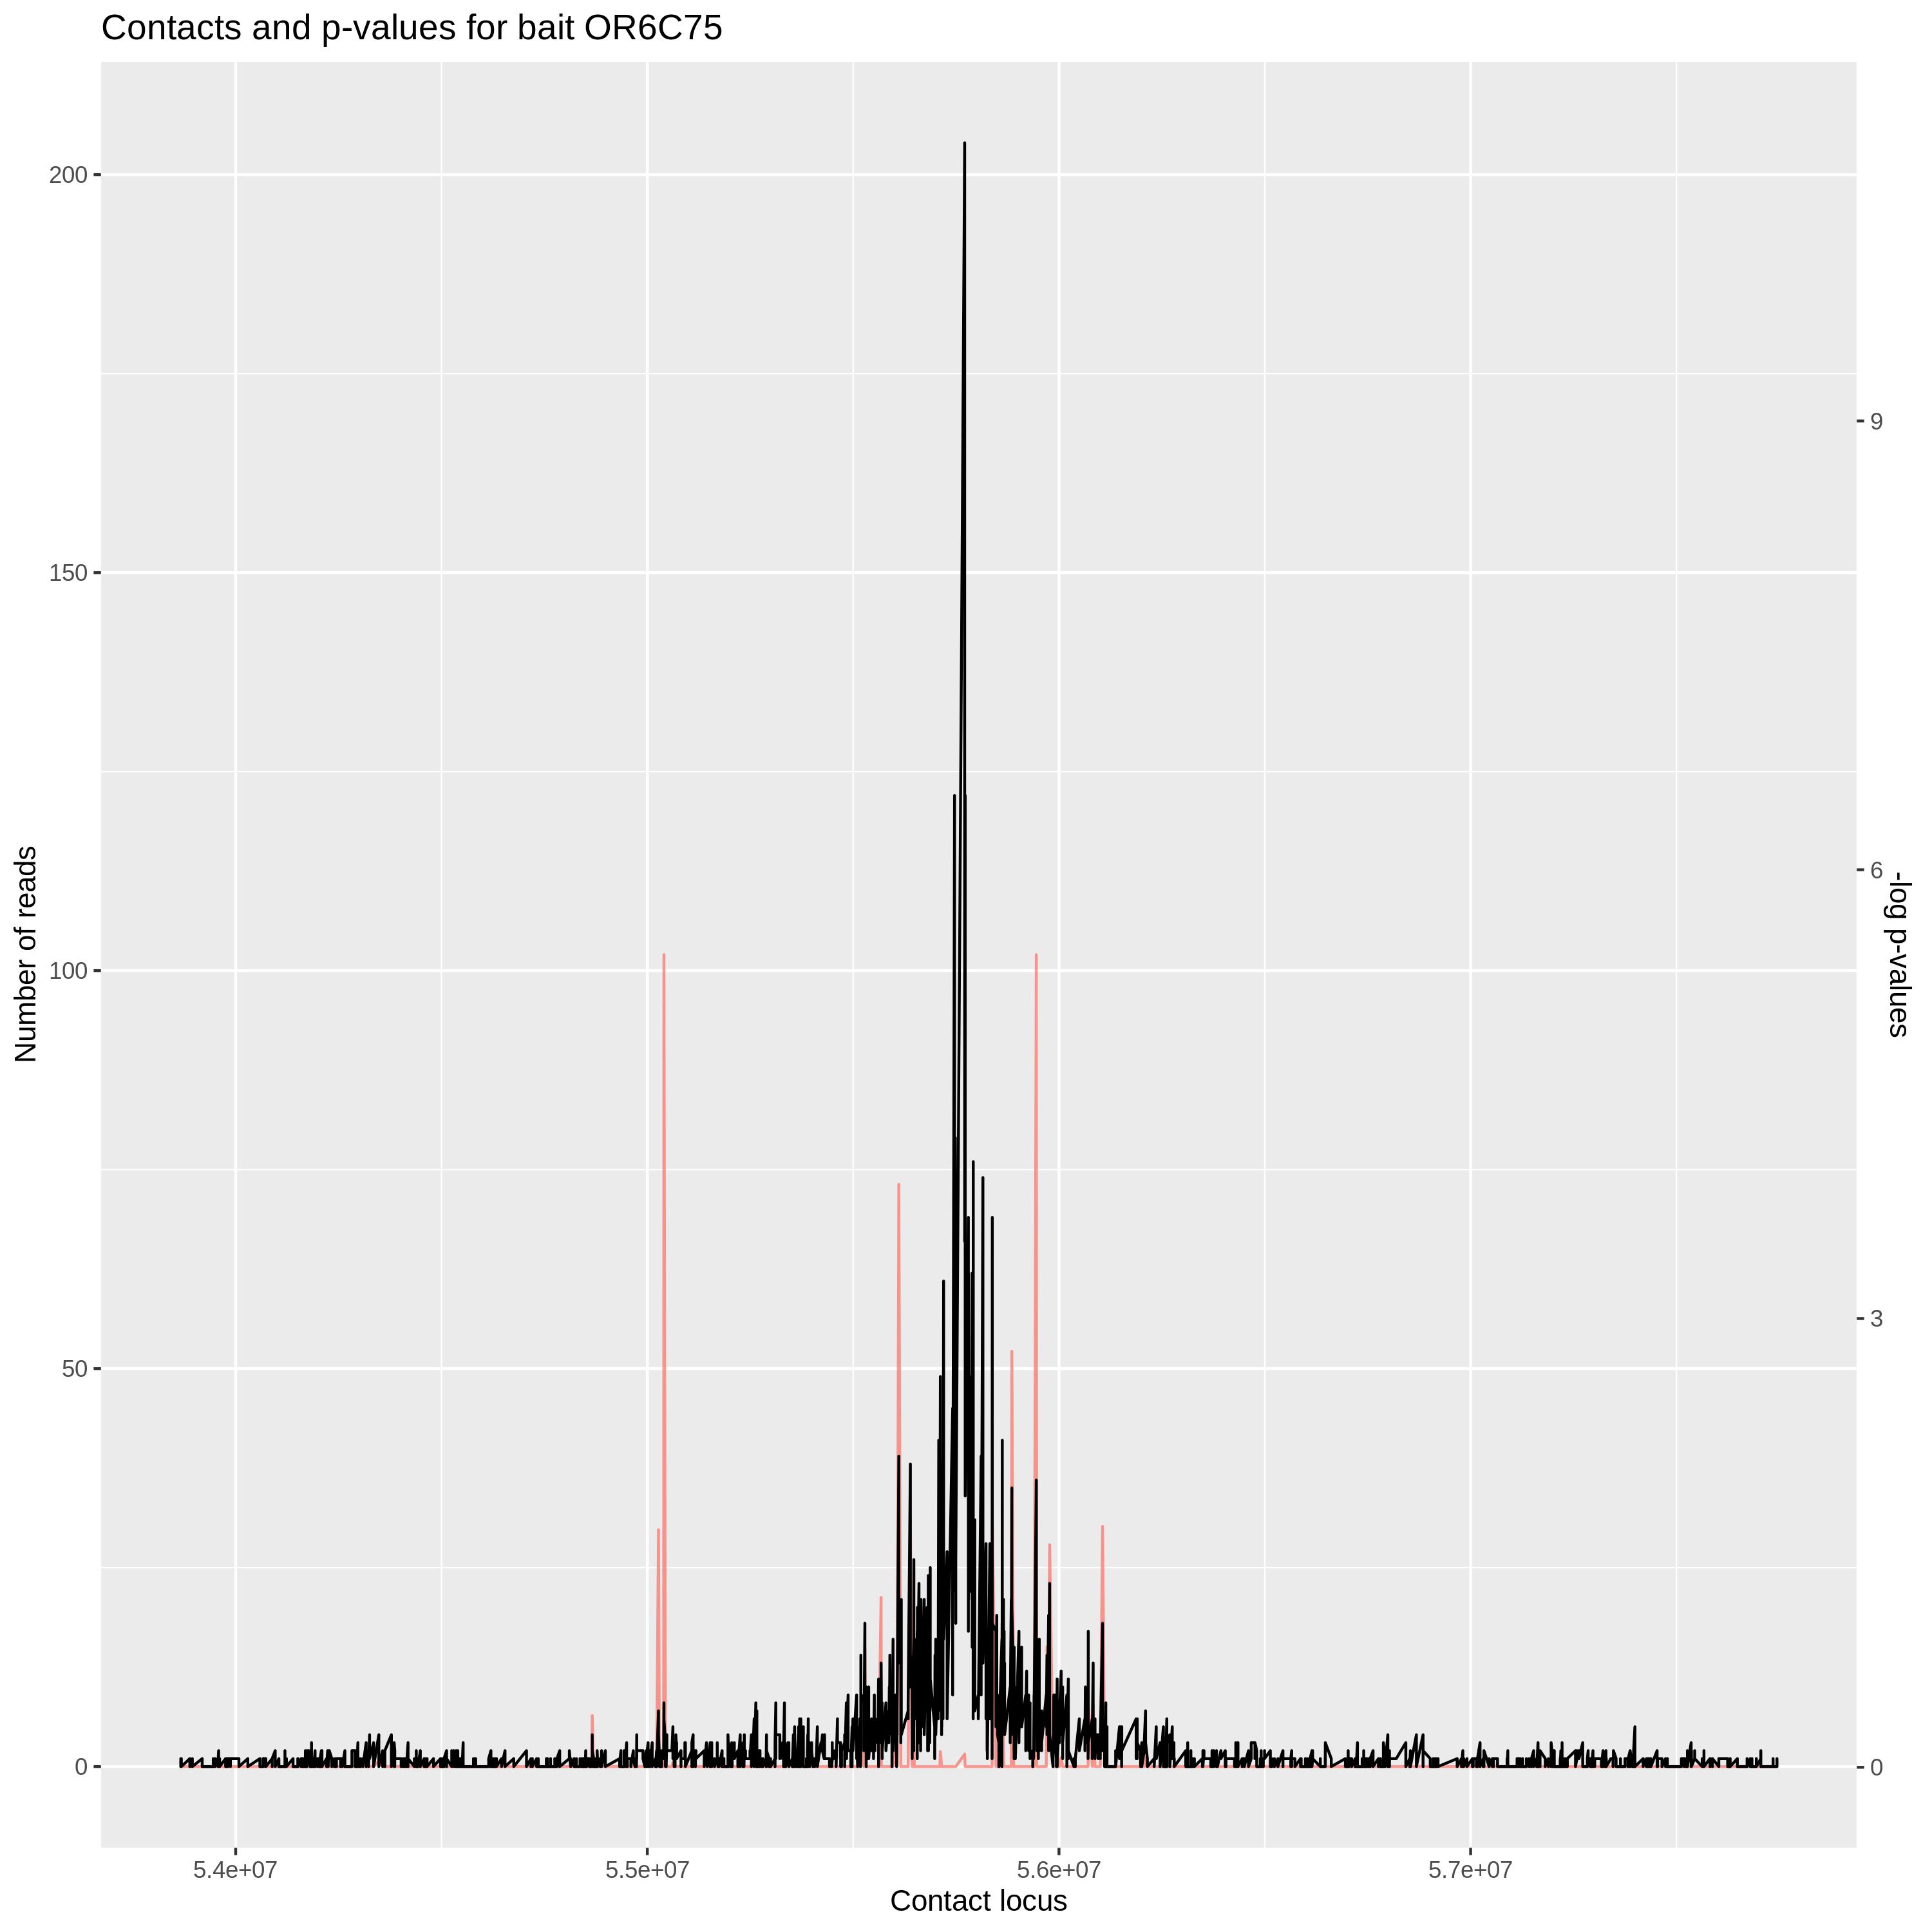 Contacts and p-values for bait OR6C75
200
150
100
50
0
Number of reads
9
6
3
0
-log p-values
5.4e+07
5.5e+07
5.6e+07
5.7e+07
Contact locus